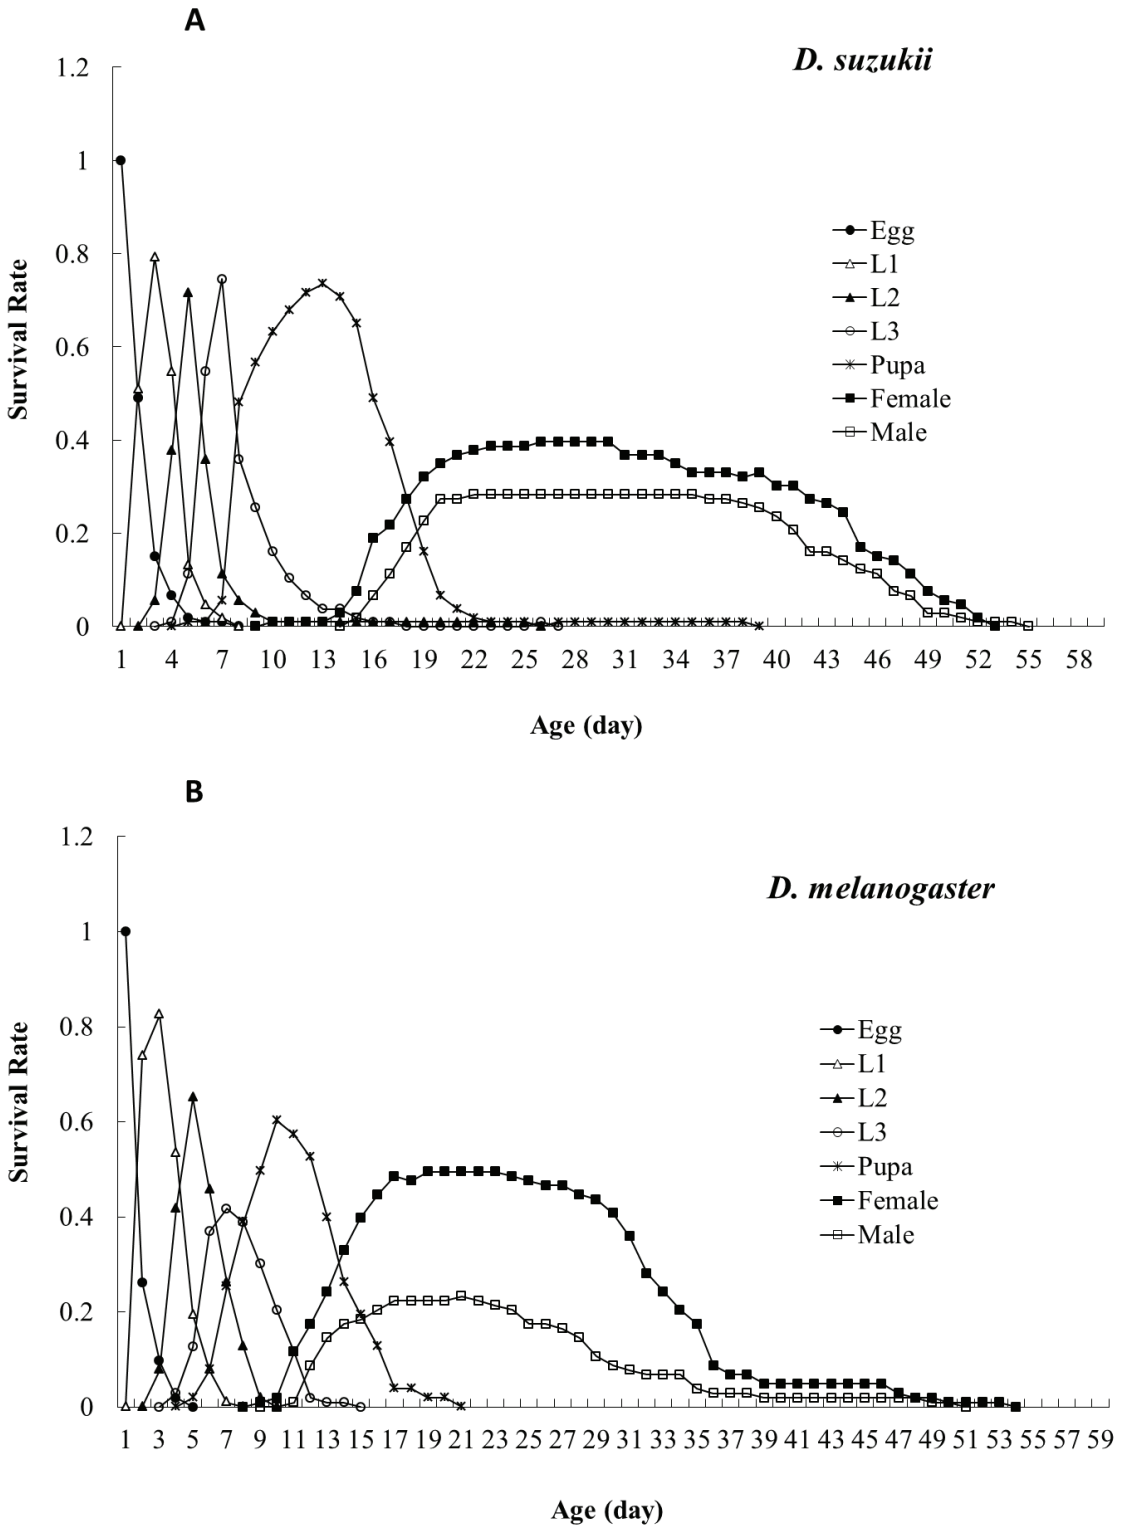 A
D. suzukii
1.2
1
0.8
0.6
0.4
0.2
0
Survival Rate
Egg
L1
L2
L3
Pupa
Female
Male
1 4 7 10 13 16 19 22 25 28 31 34 37 40 43 46 49 52 55 58
Age (day)
B
D. melanogaster
1.2
1
0.8
0.6
0.4
0.2
0
Survival Rate
Egg
L1
L2
L3
Pupa
Female
Male
1 3 5 7 9 11 13 15 17 19 21 23 25 27 29 31 33 35 37 39 41 43 45 47 49 51 53 55 57 59
Age (day)